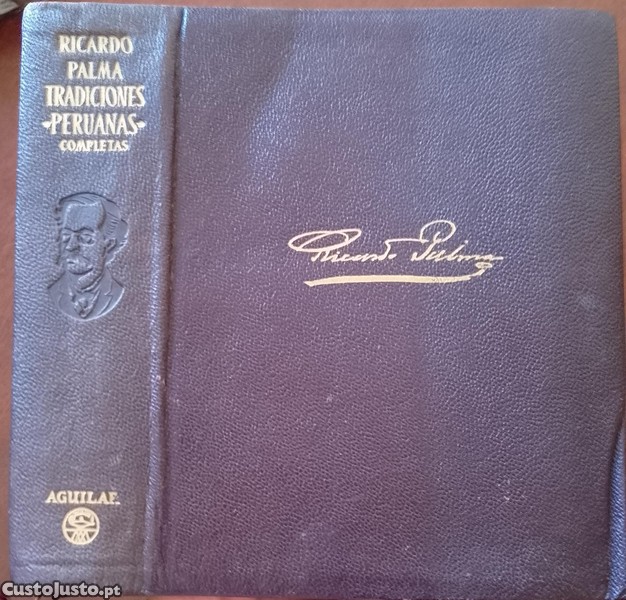 RICARDO
PALMA
TRADICIONES
-PERUANAS-
COMPLETAS
Ricardo Palma
AGUILAR
CustoJusto.pt